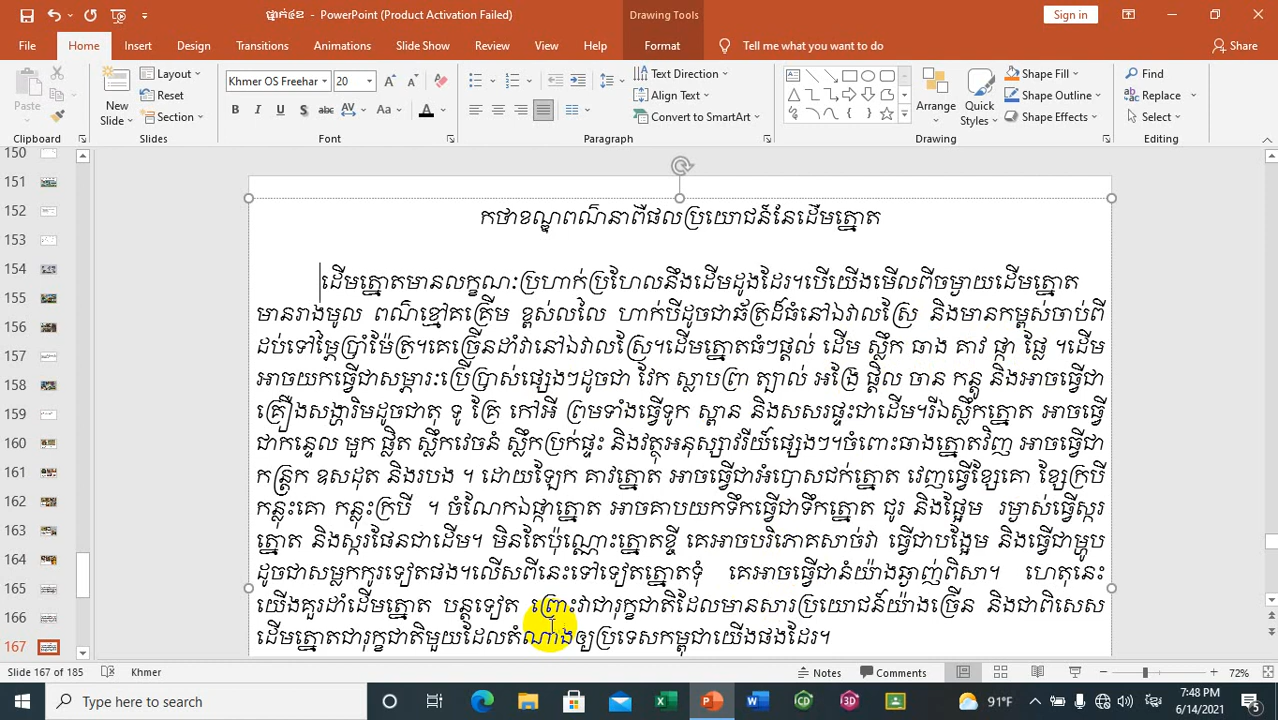 ផ្ចាក់៤ខ - PowerPoint (Product Activation Failed)
Drawing Tools
Sign in
File Home Insert Design Transitions Animations Slide Show Review View Help Format Tell me what you want to do Share
Paste New Slide Layout Reset Section Khmer OS Freehar 20 Text Direction Align Text Convert to SmartArt Arrange Quick Styles Shape Fill Shape Outline Shape Effects Find Replace Select
Clipboard Slides Font Paragraph Drawing Editing
150
151
152
153
154
155
156
157
158
159
160
161
162
163
164
165
166
167
កថាខណ្ឌពណ៌នាពីផលប្រយោជន៍នៃដើមត្នោត
ដើមត្នោតមានលក្ខណៈប្រហាក់ប្រហែលនឹងដើមដូងដែរ។បើយើងមើលពីចម្ងាយដើមត្នោត
មានរាងមូល ពណ៌ខ្មៅគគ្រើម ខ្ពស់លលៃ ហាក់បីដូចជាឆ័ត្រដ៏ធំនៅឯវាលស្រែ និងមានកម្ពស់ចាប់ពី
ដប់ទៅម្ភៃប្រាំម៉ែត្រ។គេច្រើនដាំវានៅឯវាលស្រែ។ដើមត្នោតធំៗផ្ដល់ ដើម ស្លឹក ធាង គាវ ផ្កា ផ្លែ ។ដើម
អាចយកធ្វើជាសម្ភារៈប្រើប្រាស់ផ្សេងៗដូចជា វែក ស្លាបព្រា ត្បាល់ អង្រែ ផ្តិល ចាន កន្តួ និងអាចធ្វើជា
គ្រឿងសង្ហារិមដូចជាតុ ទូ គ្រែ កៅអី ព្រមទាំងធ្វើទូក ស្ពាន និងសសរផ្ទះជាដើម។រីឯស្លឹកត្នោត អាចធ្វើ
ជាកន្ទេល មួក ផ្លិត ស្លឹកវេចនំ ស្លឹកប្រក់ផ្ទះ និងវត្ថុអនុស្សាវរីយ៍ផ្សេងៗ។ចំពោះធាងត្នោតវិញ អាចធ្វើជា
កន្ត្រក ឧសដុត និងរបង ។ ដោយឡែក គាវត្នោត អាចធ្វើជាអំបោសជក់ត្នោត វេញធ្វើខ្សែគោ ខ្សែក្របី
កន្លុះគោ កន្លុះក្របី ។ ចំណែកឯផ្កាត្នោត អាចគាបយកទឹកធ្វើជាទឹកត្នោត ជូរ និងផ្អែម រម្ងាស់ធ្វើស្ករ
ត្នោត និងស្ករផែនជាដើម។ មិនតែប៉ុណ្ណោះត្នោតខ្ចី គេអាចបរិភោគសាច់វា ធ្វើជាបង្អែម និងធ្វើជាម្ហូប
ដូចជាសម្លកកូរទៀតផង។លើសពីនេះទៅទៀតត្នោតទុំ គេអាចធ្វើជានំយ៉ាងឆ្ងាញ់ពិសា។ ហេតុនេះ
យើងគួរដាំដើមត្នោត បន្តទៀត ព្រោះវាជារុក្ខជាតិដែលមានសារប្រយោជន៍យ៉ាងច្រើន និងជាពិសេស
ដើមត្នោតជារុក្ខជាតិមួយដែលតំណាងឲ្យប្រទេសកម្ពុជាយើងផងដែរ។
Slide 167 of 185 Khmer Notes Comments 72%
Type here to search 91°F 7:48 PM
6/14/2021